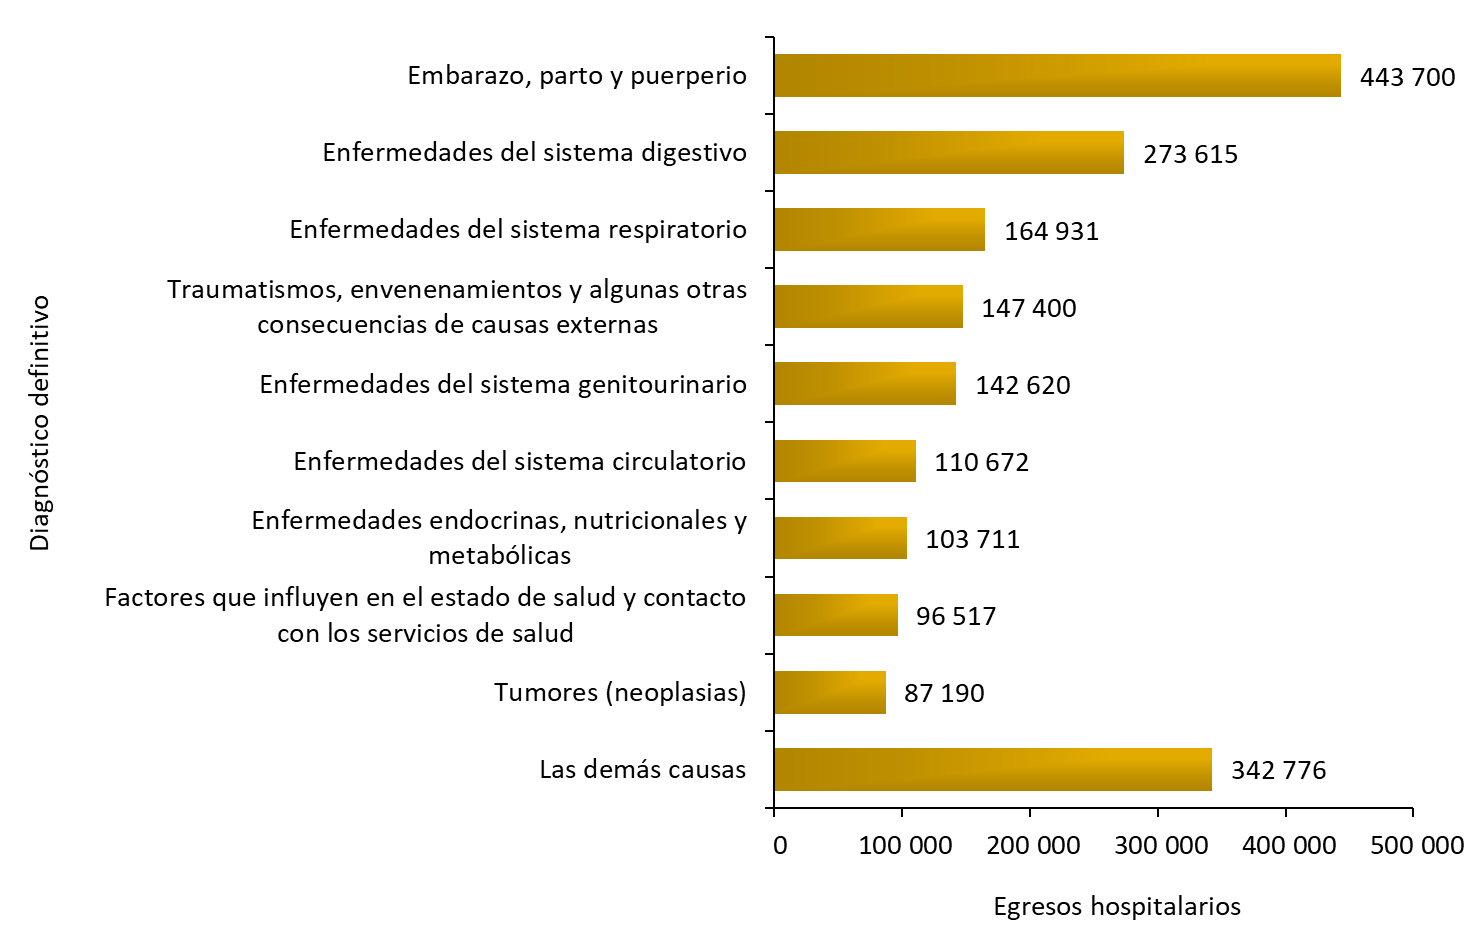 Embarazo, parto y puerperio
443 700
Enfermedades del sistema digestivo
273 615
Enfermedades del sistema respiratorio
164 931
Traumatismos, envenenamientos y algunas otras
consecuencias de causas externas
147 400
Enfermedades del sistema genitourinario
142 620
Enfermedades del sistema circulatorio
110 672
Enfermedades endocrinas, nutricionales y
metabólicas
103 711
Factores que influyen en el estado de salud y contacto
con los servicios de salud
96 517
Tumores (neoplasias)
87 190
Las demás causas
342 776
Diagnóstico definitivo
0 100 000 200 000 300 000 400 000 500 000
Egresos hospitalarios